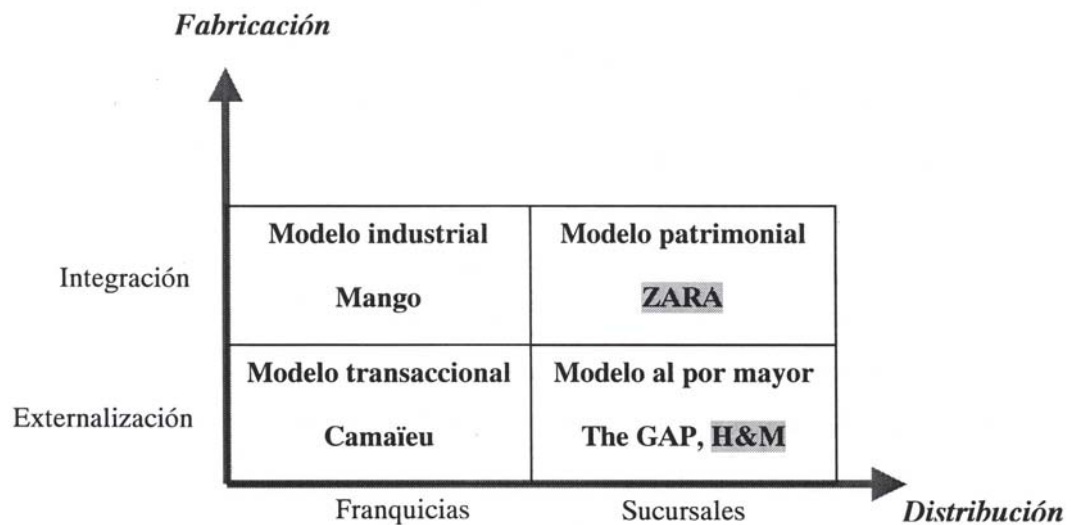 Fabricación
Modelo industrial
Modelo patrimonial
Integración
Mango
ZARA
Modelo transaccional
Modelo al por mayor
Externalización
Camaïeu
The GAP, H&M
Franquicias
Sucursales
Distribución